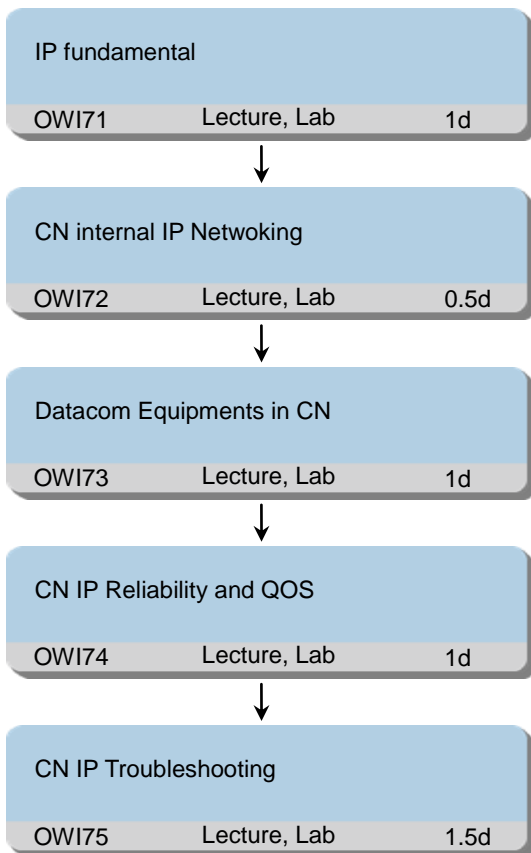 IP fundamental
OWI71 Lecture, Lab 1d
CN internal IP Netwoking
OWI72 Lecture, Lab 0.5d
Datacom Equipments in CN
OWI73 Lecture, Lab 1d
CN IP Reliability and QOS
OWI74 Lecture, Lab 1d
CN IP Troubleshooting
OWI75 Lecture, Lab 1.5d